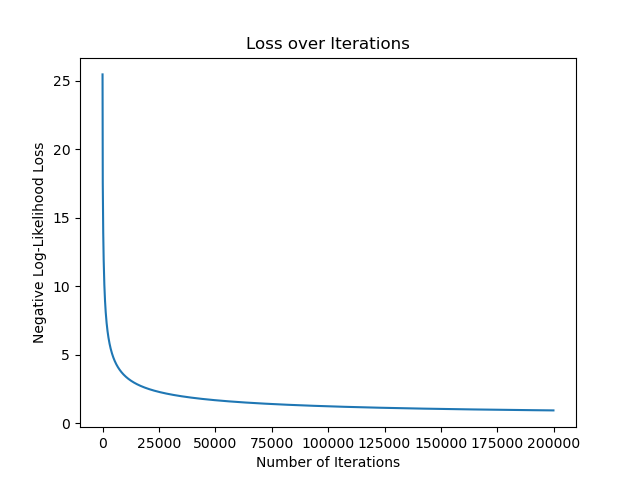 Loss over Iterations
Negative Log-Likelihood Loss
25
20
15
10
5
0
0 25000 50000 75000 100000 125000 150000 175000 200000
Number of Iterations